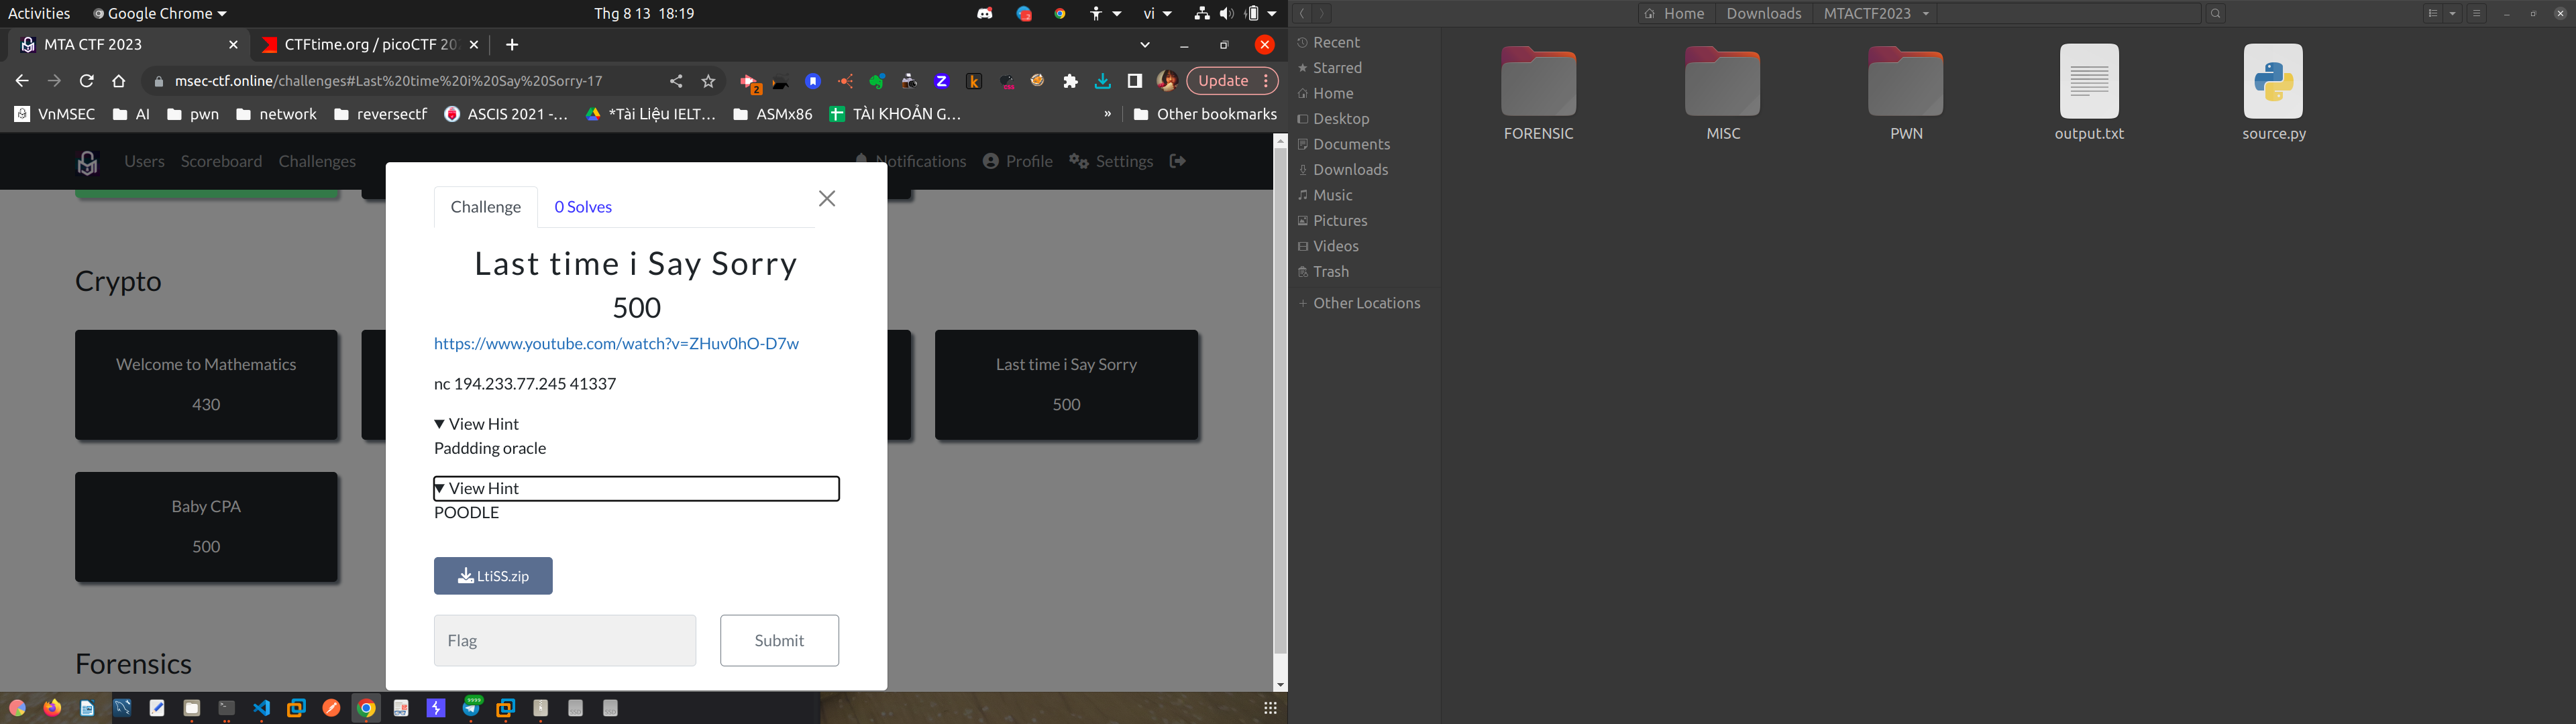 Activities
Google Chrome
Thg 8 13 18:19
vi
MTA CTF 2023
CTFtime.org / picoCTF 202
msec-ctf.online/challenges#Last%20time%20i%20Say%20Sorry-17
2
Update
VnMSEC
AI
pwn
network
reversectf
ASCIS 2021 -...
*Tài Liệu IELT...
ASMx86
TÀI KHOẢN G...
»
Other bookmarks
Users
Scoreboard
Challenges
Notifications
Profile
Settings
Challenge
0 Solves
Last time i Say Sorry
500
https://www.youtube.com/watch?v=ZHuv0hO-D7w
nc 194.233.77.245 41337
View Hint
Paddding oracle
View Hint
POODLE
LtiSS.zip
Flag
Submit
Crypto
Welcome to Mathematics
430
Last time i Say Sorry
500
Baby CPA
500
Forensics
Home
Downloads
MTACTF2023
Recent
Starred
Home
Desktop
Documents
Downloads
Music
Pictures
Videos
Trash
Other Locations
FORENSIC
MISC
PWN
output.txt
source.py